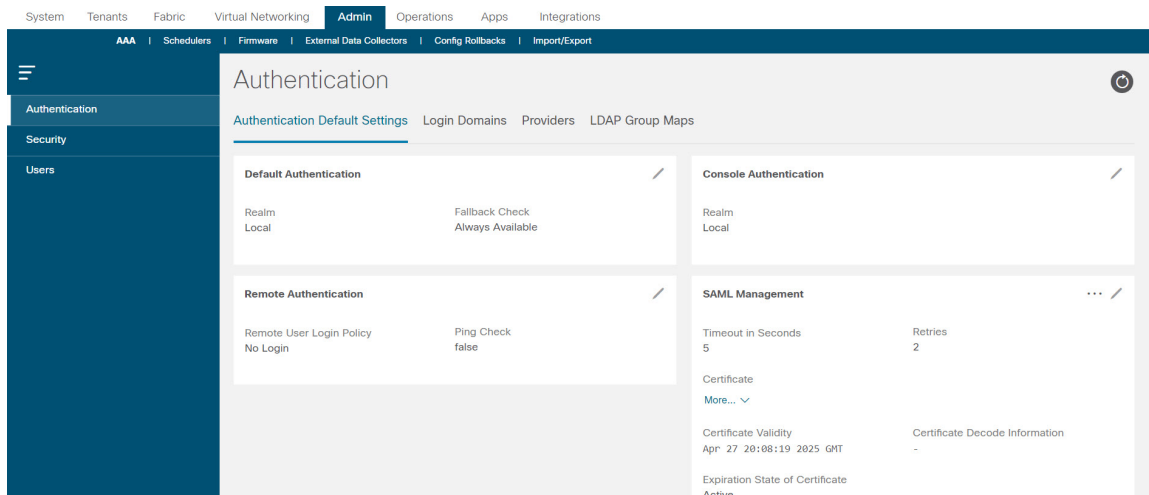 System Tenants Fabric Virtual Networking Admin Operations Apps Integrations
AAA | Schedulers | Firmware | External Data Collectors | Config Rollbacks | Import/Export
Authentication
Security
Users
Authentication
Authentication Default Settings Login Domains Providers LDAP Group Maps
Default Authentication
Realm Fallback Check
Local Always Available
Console Authentication
Realm
Local
Remote Authentication
Remote User Login Policy Ping Check
No Login false
SAML Management
Timeout in Seconds Retries
5 2
Certificate
More...
Certificate Validity Certificate Decode Information
Apr 27 20:08:19 2025 GMT -
Expiration State of Certificate
Active